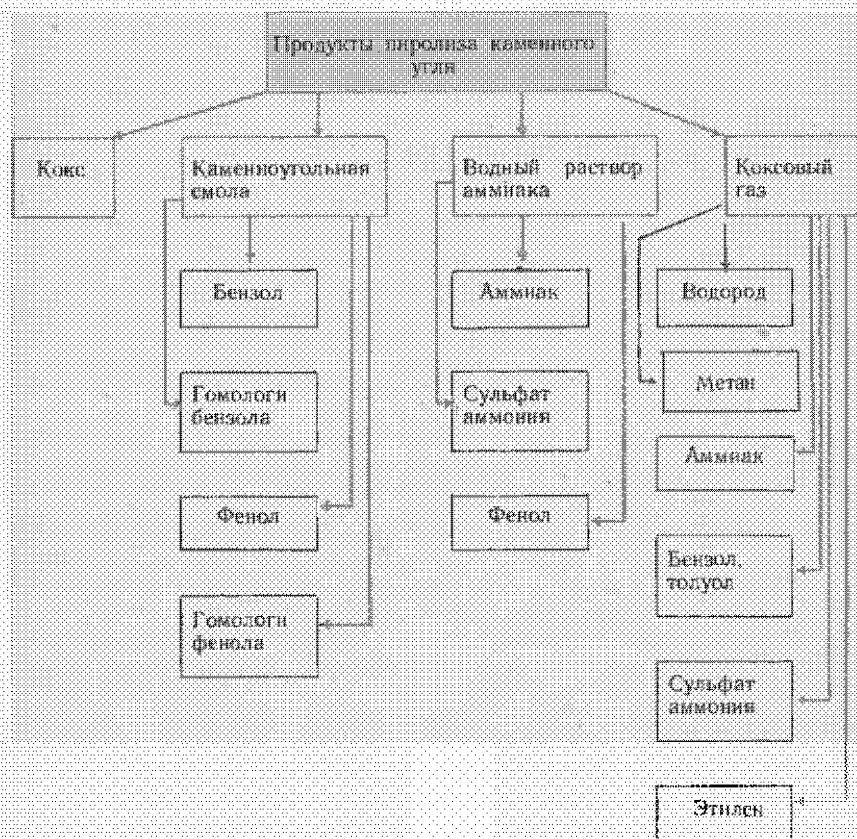 Продукты пиролиза каменного
угля
Кокс
Каменноугольная
смола
Водный раствор
аммиака
Коксовый
газ
Бензол
Аммиак
Водород
Гомологи
бензола
Сульфат
аммония
Метан
Аммиак
Фенол
Фенол
Бензол,
толуол
Гомологи
фенола
Сульфат
аммония
Этилен